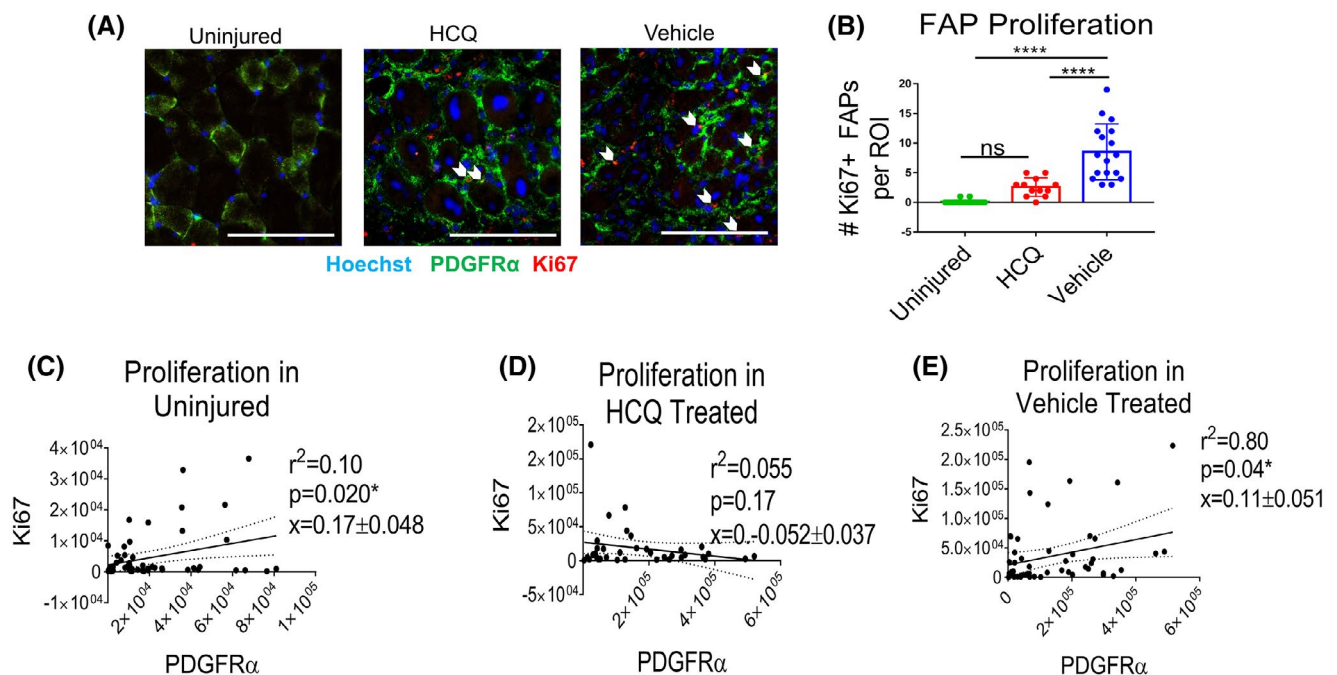 (A)
Uninjured
HCQ
Vehicle
Hoechst PDGFRα Ki67
(B)
FAP Proliferation
****
****
ns
# Ki67+ FAPs
per ROI
20
15
10
5
0
-5
Uninjured
HCQ
Vehicle
(C)
Proliferation in
Uninjured
4×10⁰⁴
3×10⁰⁴
2×10⁰⁴
1×10⁰⁴
0
-1×10⁰⁴
Ki67
r²=0.10
p=0.020*
x=0.17±0.048
2×10⁰⁴
4×10⁰⁴
6×10⁰⁴
8×10⁰⁴
1×10⁰⁵
PDGFRα
(D)
Proliferation in
HCQ Treated
2×10⁰⁵
2×10⁰⁵
1×10⁰⁵
5×10⁰⁴
0
-5×10⁰⁴
Ki67
r²=0.055
p=0.17
x=0.-0.052±0.037
2×10⁰⁵
4×10⁰⁵
6×10⁰⁵
PDGFRα
(E)
Proliferation in
Vehicle Treated
2.5×10⁰⁵
2.0×10⁰⁵
1.5×10⁰⁵
1.0×10⁰⁵
5.0×10⁰⁴
0
Ki67
r²=0.80
p=0.04*
x=0.11±0.051
0
2×10⁰⁵
4×10⁰⁵
6×10⁰⁵
PDGFRα